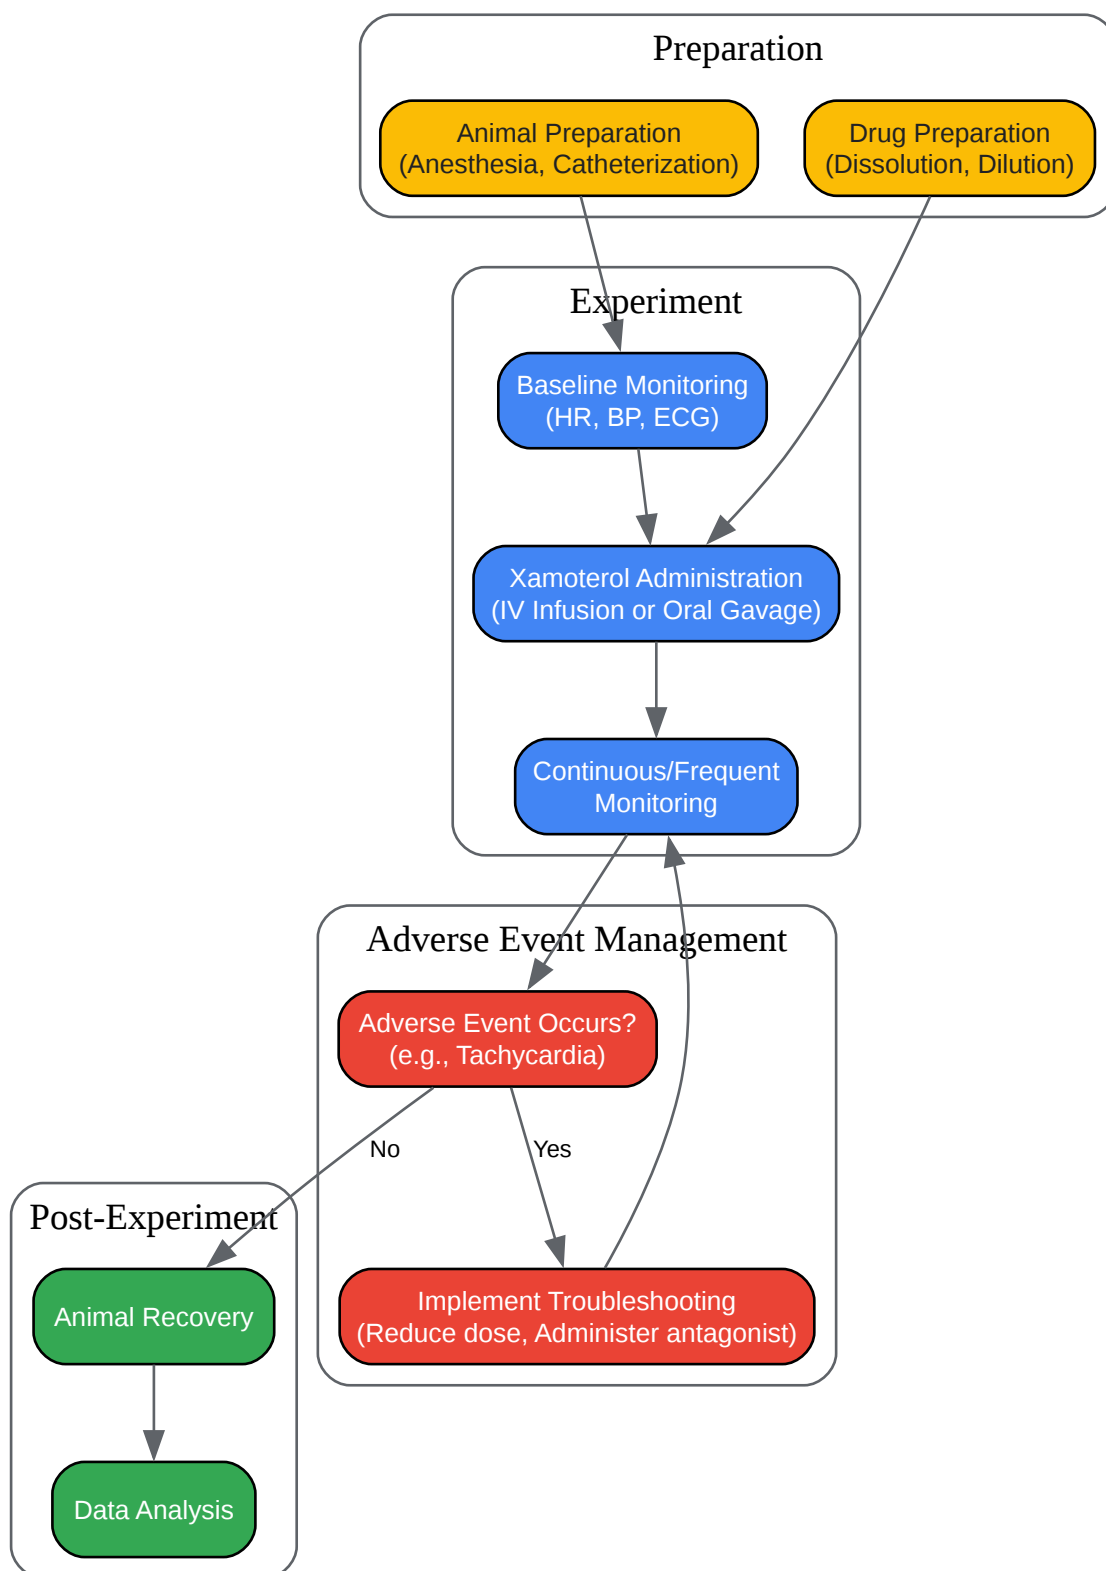 Preparation
Animal Preparation
(Anesthesia, Catheterization)
Drug Preparation
(Dissolution, Dilution)
Experiment
Baseline Monitoring
(HR, BP, ECG)
Xamoterol Administration
(IV Infusion or Oral Gavage)
Continuous/Frequent
Monitoring
Adverse Event Management
Adverse Event Occurs?
(e.g., Tachycardia)
No
Yes
Post-Experiment
Animal Recovery
Implement Troubleshooting
(Reduce dose, Administer antagonist)
Data Analysis